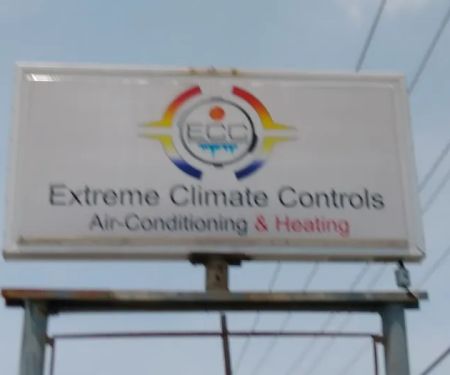 ECC
Extreme Climate Controls
Air-Conditioning & Heating